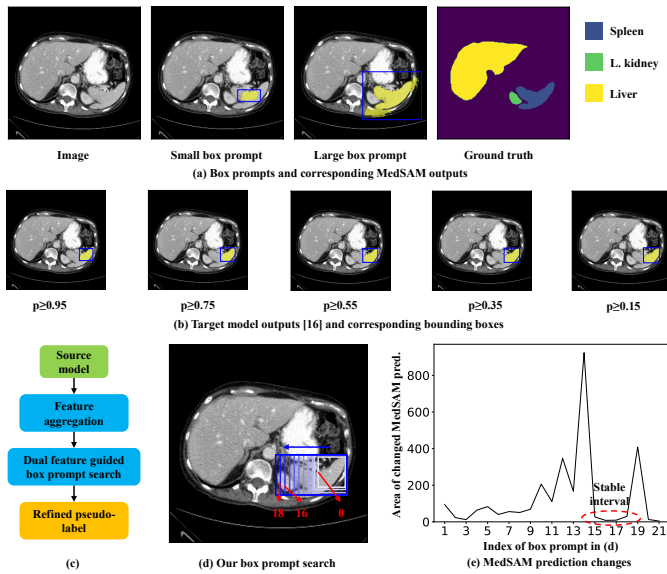 Spleen
L. kidney
Liver
Image
Small box prompt
Large box prompt
Ground truth
(a) Box prompts and corresponding MedSAM outputs
p≥0.95
p≥0.75
p≥0.55
p≥0.35
p≥0.15
(b) Target model outputs [16] and corresponding bounding boxes
Source
model
Feature
aggregation
Dual feature guided
box prompt search
Refined pseudo-
label
(c)
18
16
0
(d) Our box prompt search
Area of changed MedSAM pred.
800
600
400
200
0
Stable
interval
1 3 5 7 9 11 13 15 17 19 21
Index of box prompt in (d)
(e) MedSAM prediction changes